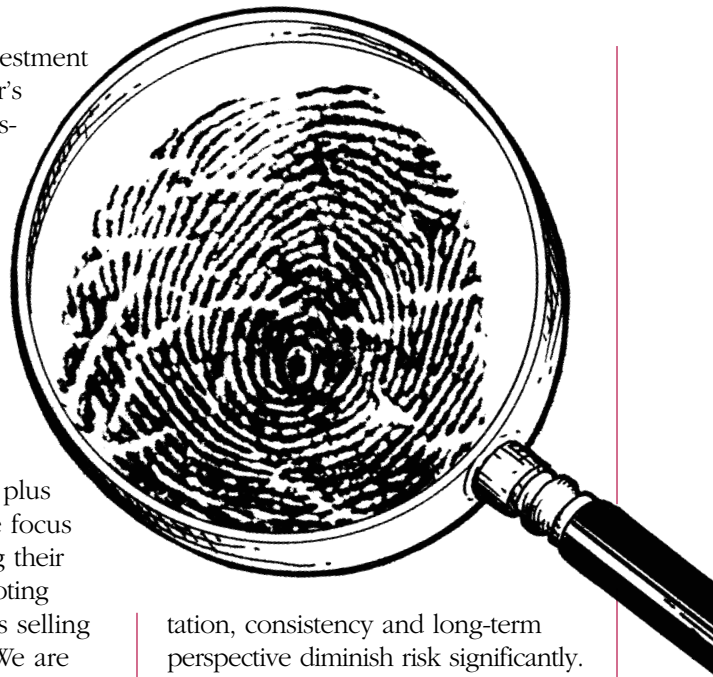 estment
r’s
s-
plus
e focus
g their
oting
s selling
We are
tation, consistency and long-term
perspective diminish risk significantly.